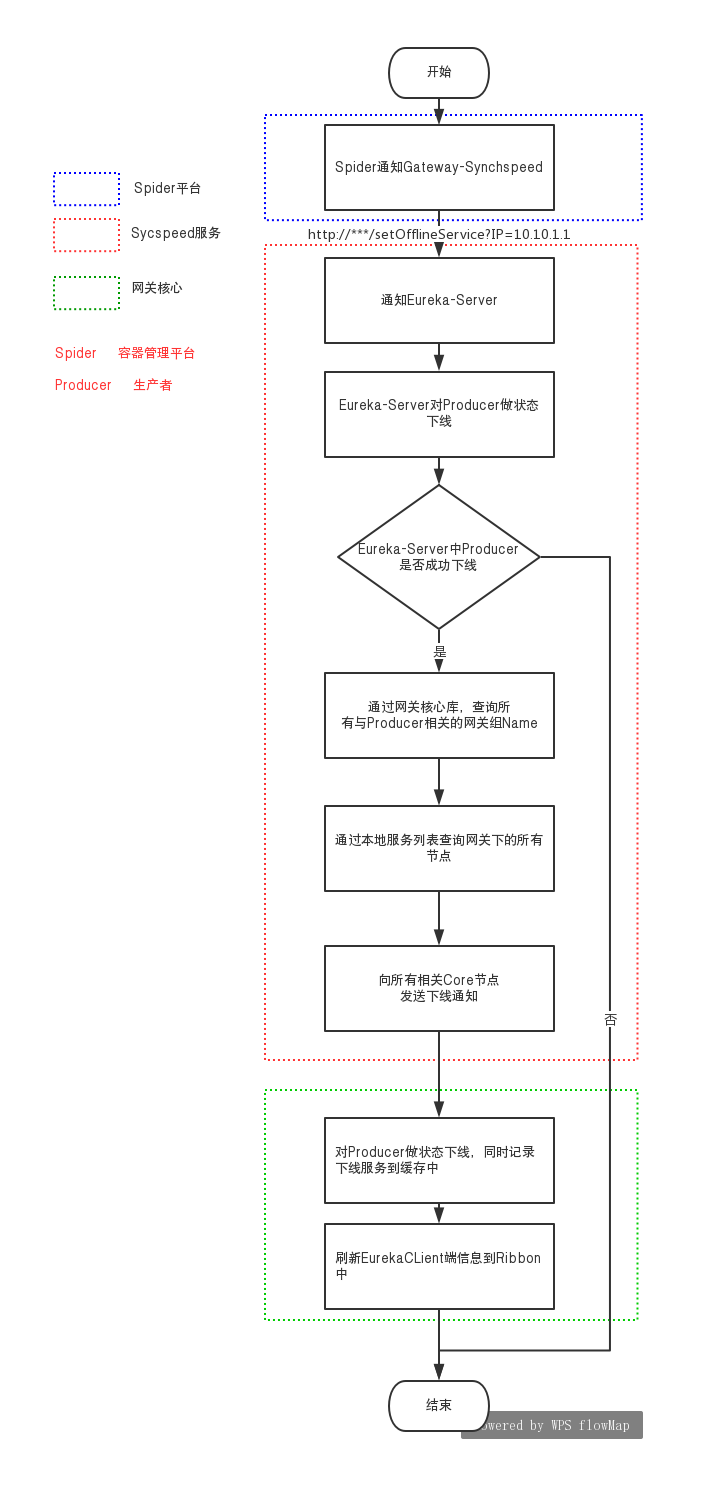 开始
Spider通知Gateway-Synchspeed
Spider平台
Sycspeed服务
http://***/setOfflineService?IP=10.10.1.1
网关核心
通知Eureka-Server
Spider 容器管理平台
Producer 生产者
Eureka-Server对Producer做状态
下线
Eureka-Server中Producer
是否成功下线
是
通过网关核心库，查询所
有与Producer相关的网关组Name
通过本地服务列表查询网关下的所有
节点
向所有相关Core节点
发送下线通知
否
对Producer做状态下线，同时记录
下线服务到缓存中
刷新EurekaCLient端信息到Ribbon
中
结束
owered by WPS flowMap